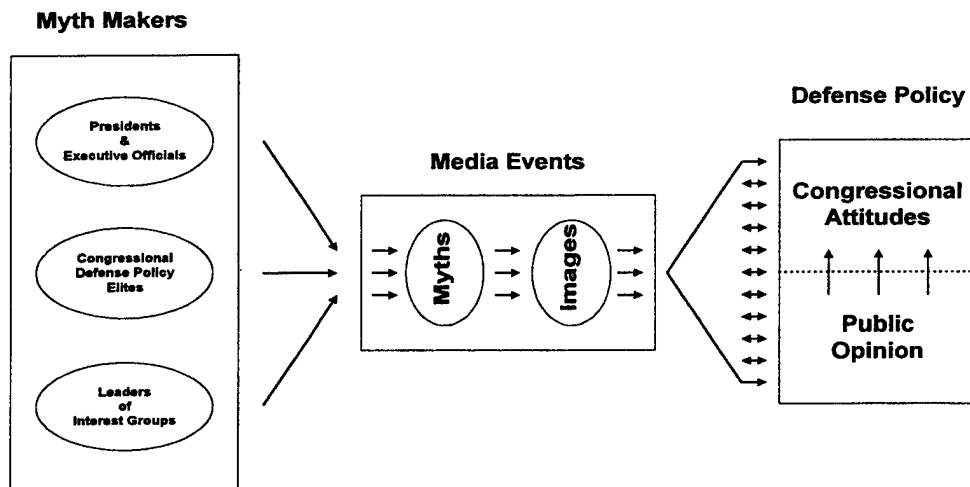 Myth Makers
Presidents
&
Executive Officials
Congressional
Defense Policy
Elites
Leaders
of
Interest Groups
Media Events
Myths
Images
Defense Policy
Congressional
Attitudes
Public
Opinion